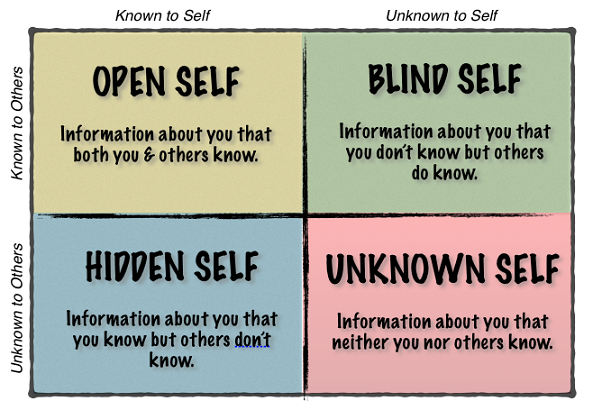 Known to Self
Unknown to Self
Known to Others
OPEN SELF
Information about you that
both you & others know.
BLIND SELF
Information about you that
you don't know but others
do know.
Unknown to Others
HIDDEN SELF
Information about you that
you know but others don't
know.
UNKNOWN SELF
Information about you that
neither you nor others know.